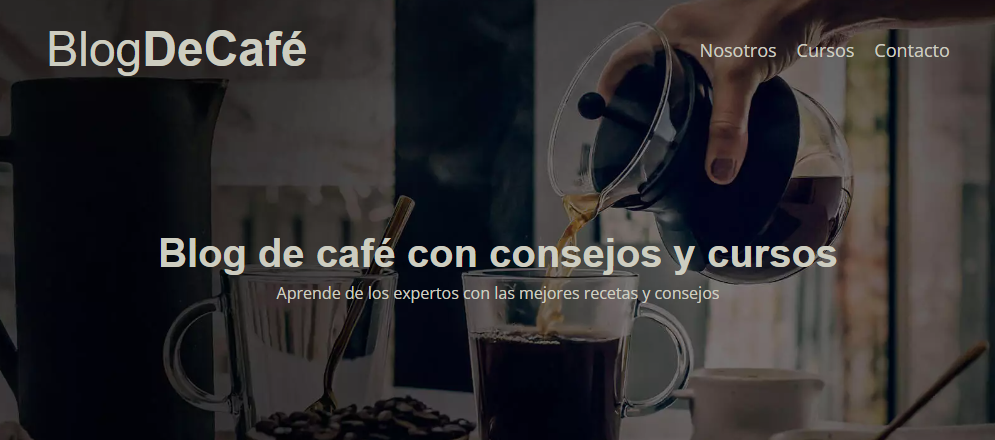 BlogDeCafé
Nosotros Cursos Contacto
Blog de café con consejos y cursos
Aprende de los expertos con las mejores recetas y consejos